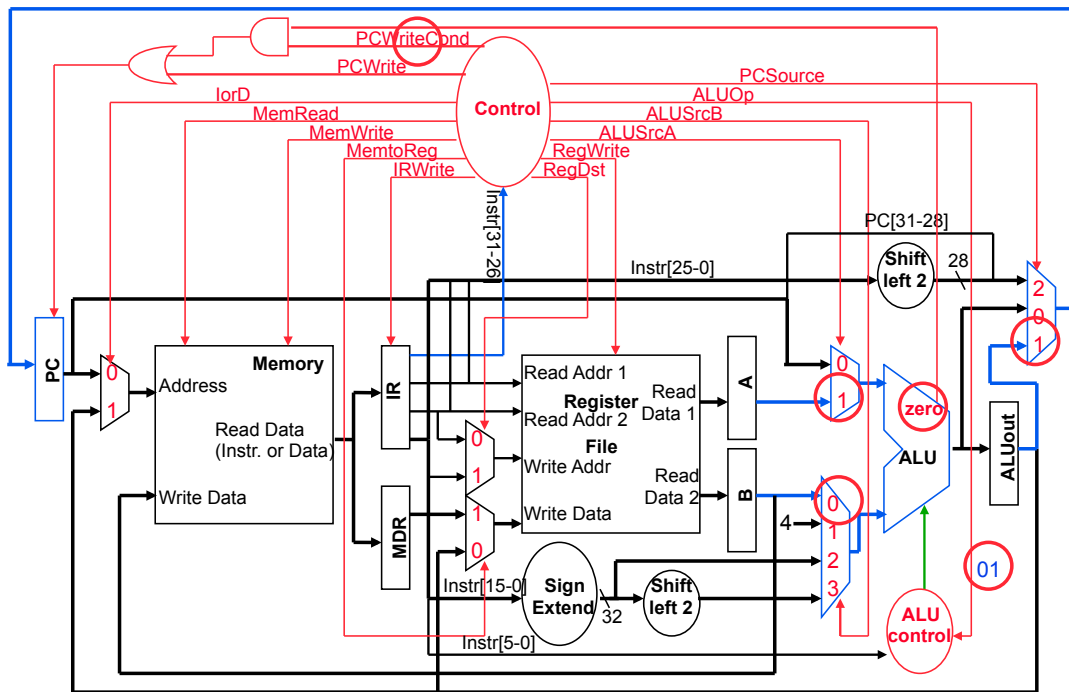 PCWriteCond
PCWrite
IorD
MemRead
MemWrite
MemtoReg
IRWrite
Control
PCSource
ALUOp
ALUSrcB
ALUSrcA
RegWrite
RegDst
Instr[31-26]
PC[31-28]
Instr[25-0]
Shift
left 2
28
2
0
1
PC
0
1
Memory
Address
Read Data
(Instr. or Data)
Write Data
IR
MDR
0
1
1
0
Read Addr 1
Register
Read Addr 2
File
Write Addr
Write Data
Read
Data 1
Read
Data 2
A
B
0
1
4
0
1
2
3
zero
ALU
ALUout
Instr[15-0]
Sign
Extend
32
Shift
left 2
Instr[5-0]
ALU
control
01